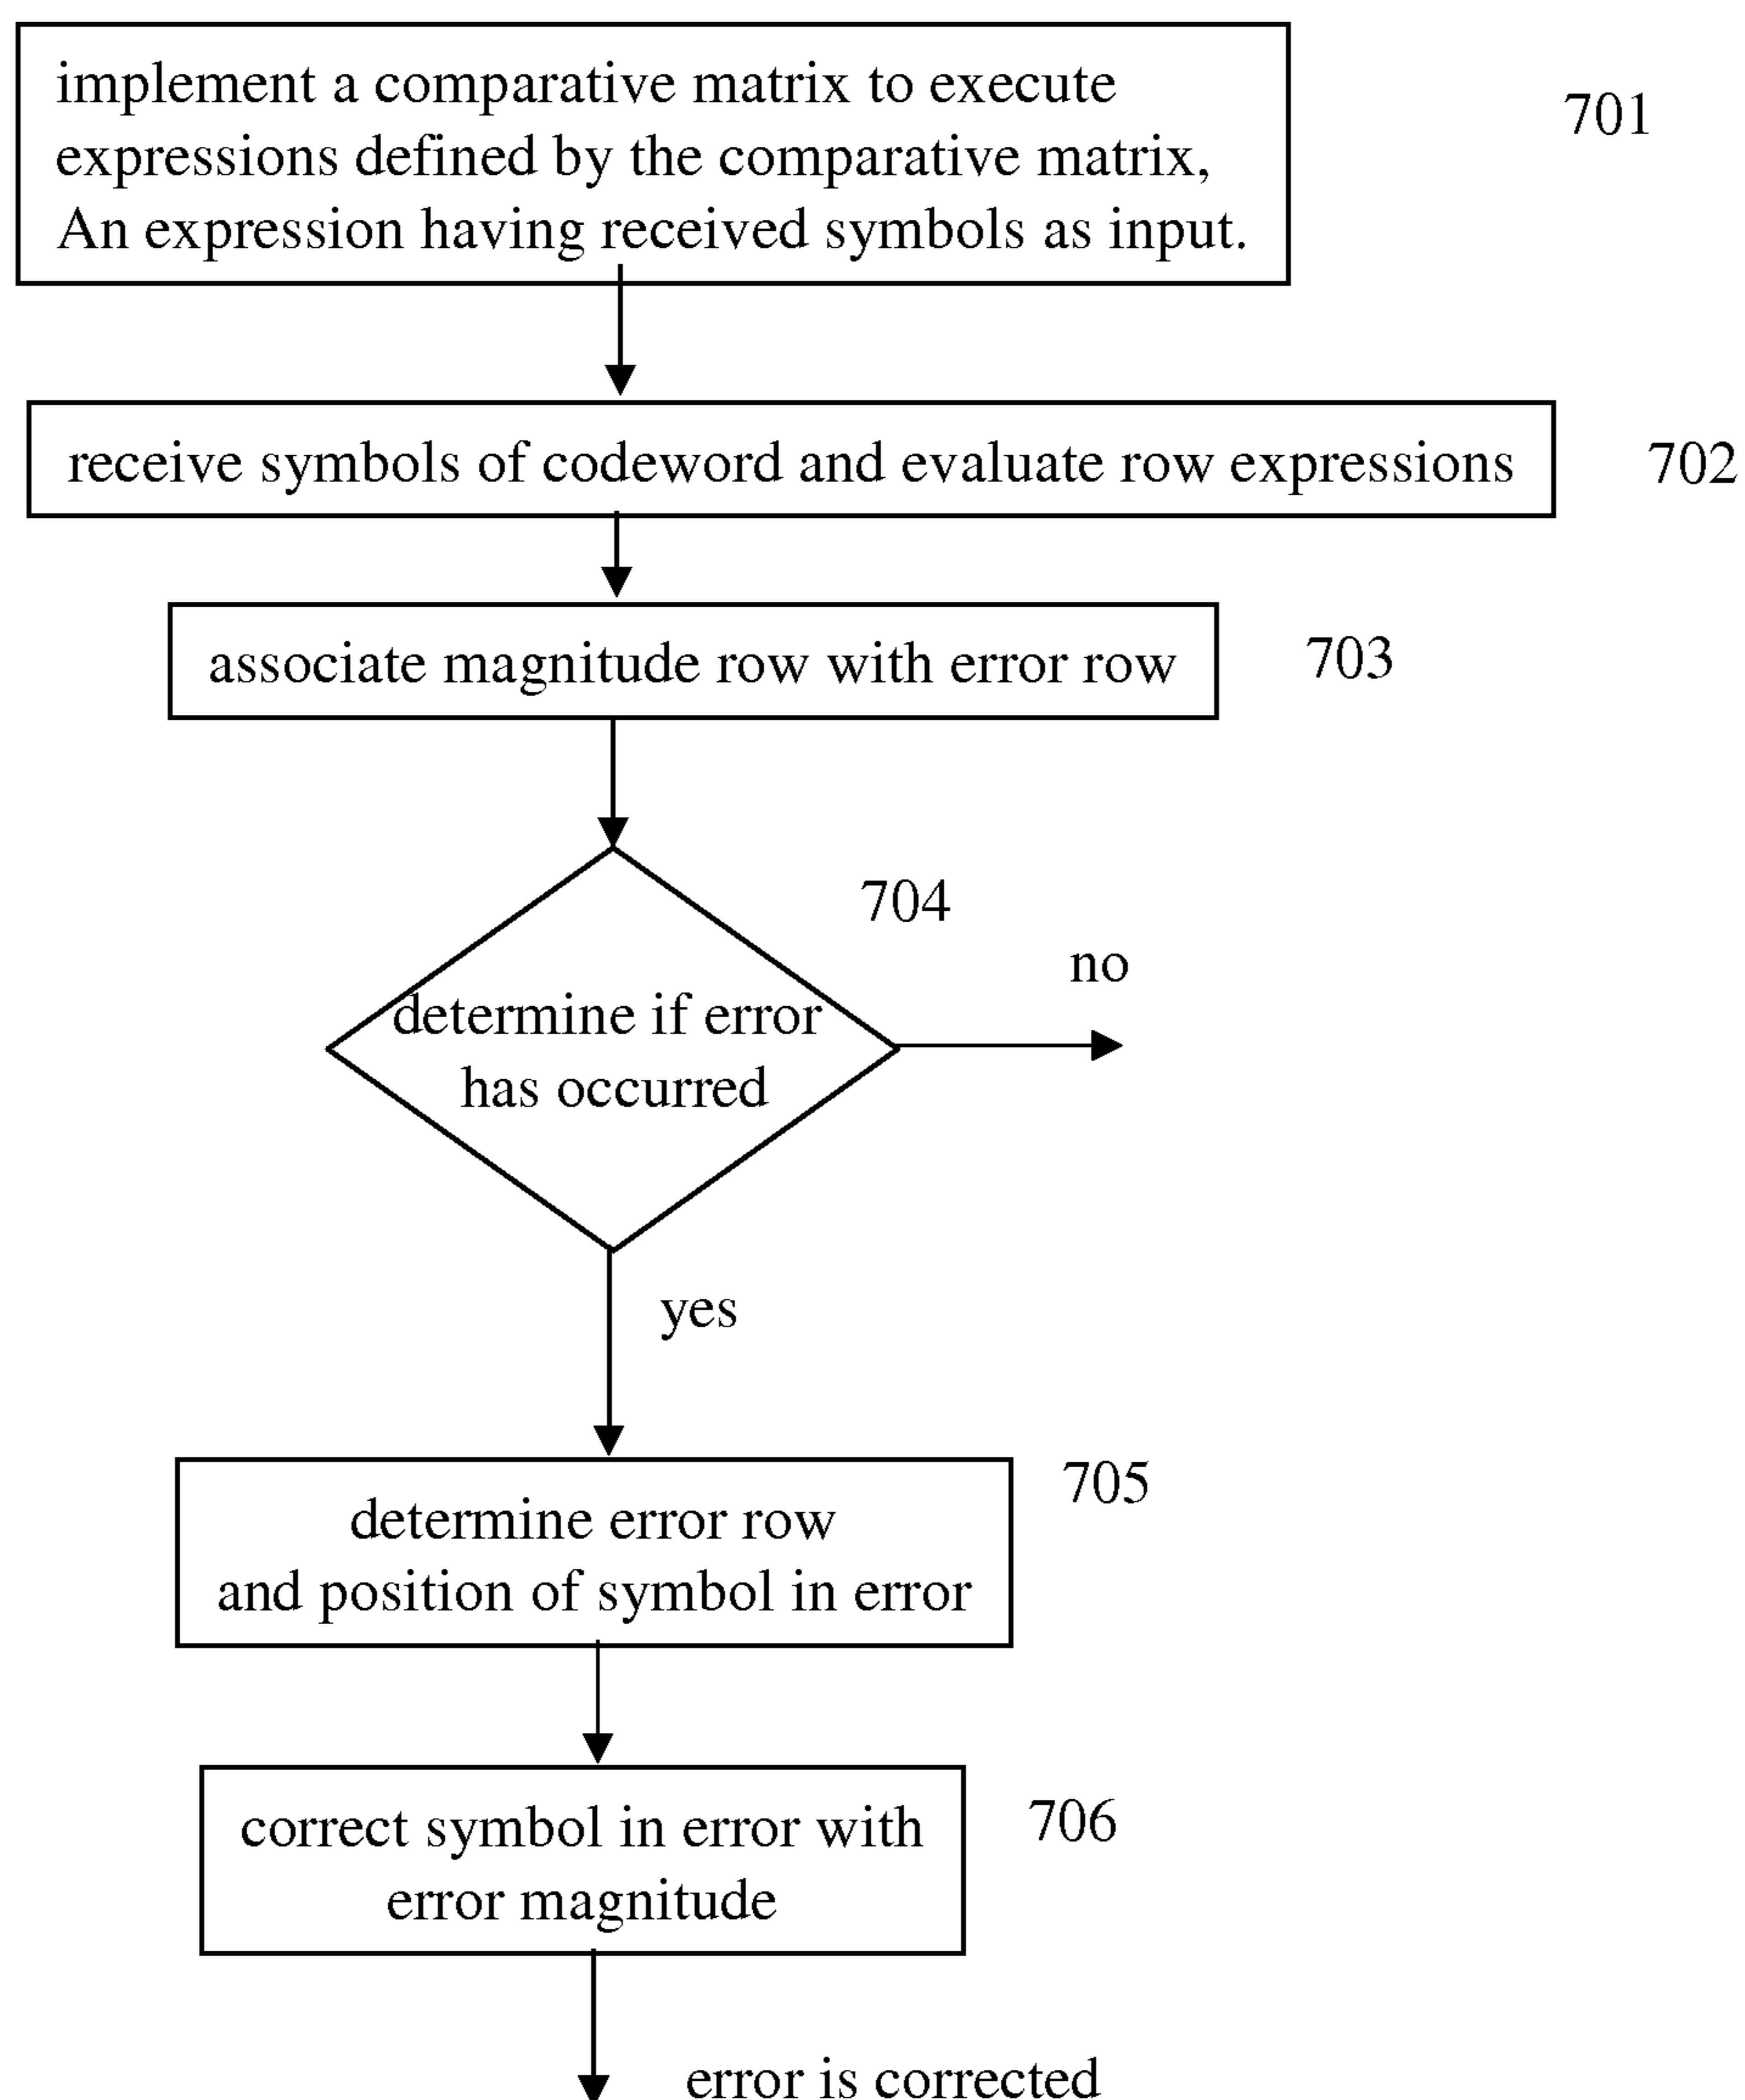 implement a comparative matrix to execute
expressions defined by the comparative matrix,
An expression having received symbols as input.
701
receive symbols of codeword and evaluate row expressions
702
associate magnitude row with error row
703
704
no
determine if error
has occurred
yes
705
determine error row
and position of symbol in error
706
correct symbol in error with
error magnitude
error is corrected